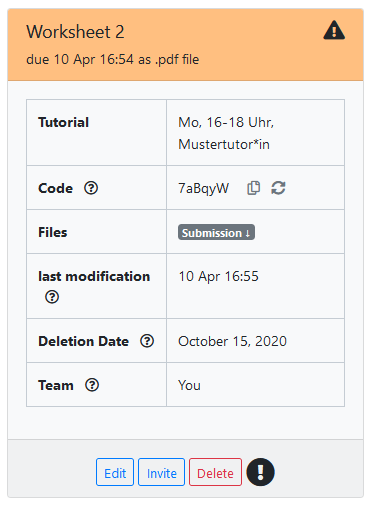 Worksheet 2
due 10 Apr 16:54 as .pdf file
Tutorial
Mo, 16-18 Uhr,
Mustertutor*in
Code
7aBqyW
Files
Submission ↓
last modification
10 Apr 16:55
Deletion Date
October 15, 2020
Team
You
Edit
Invite
Delete